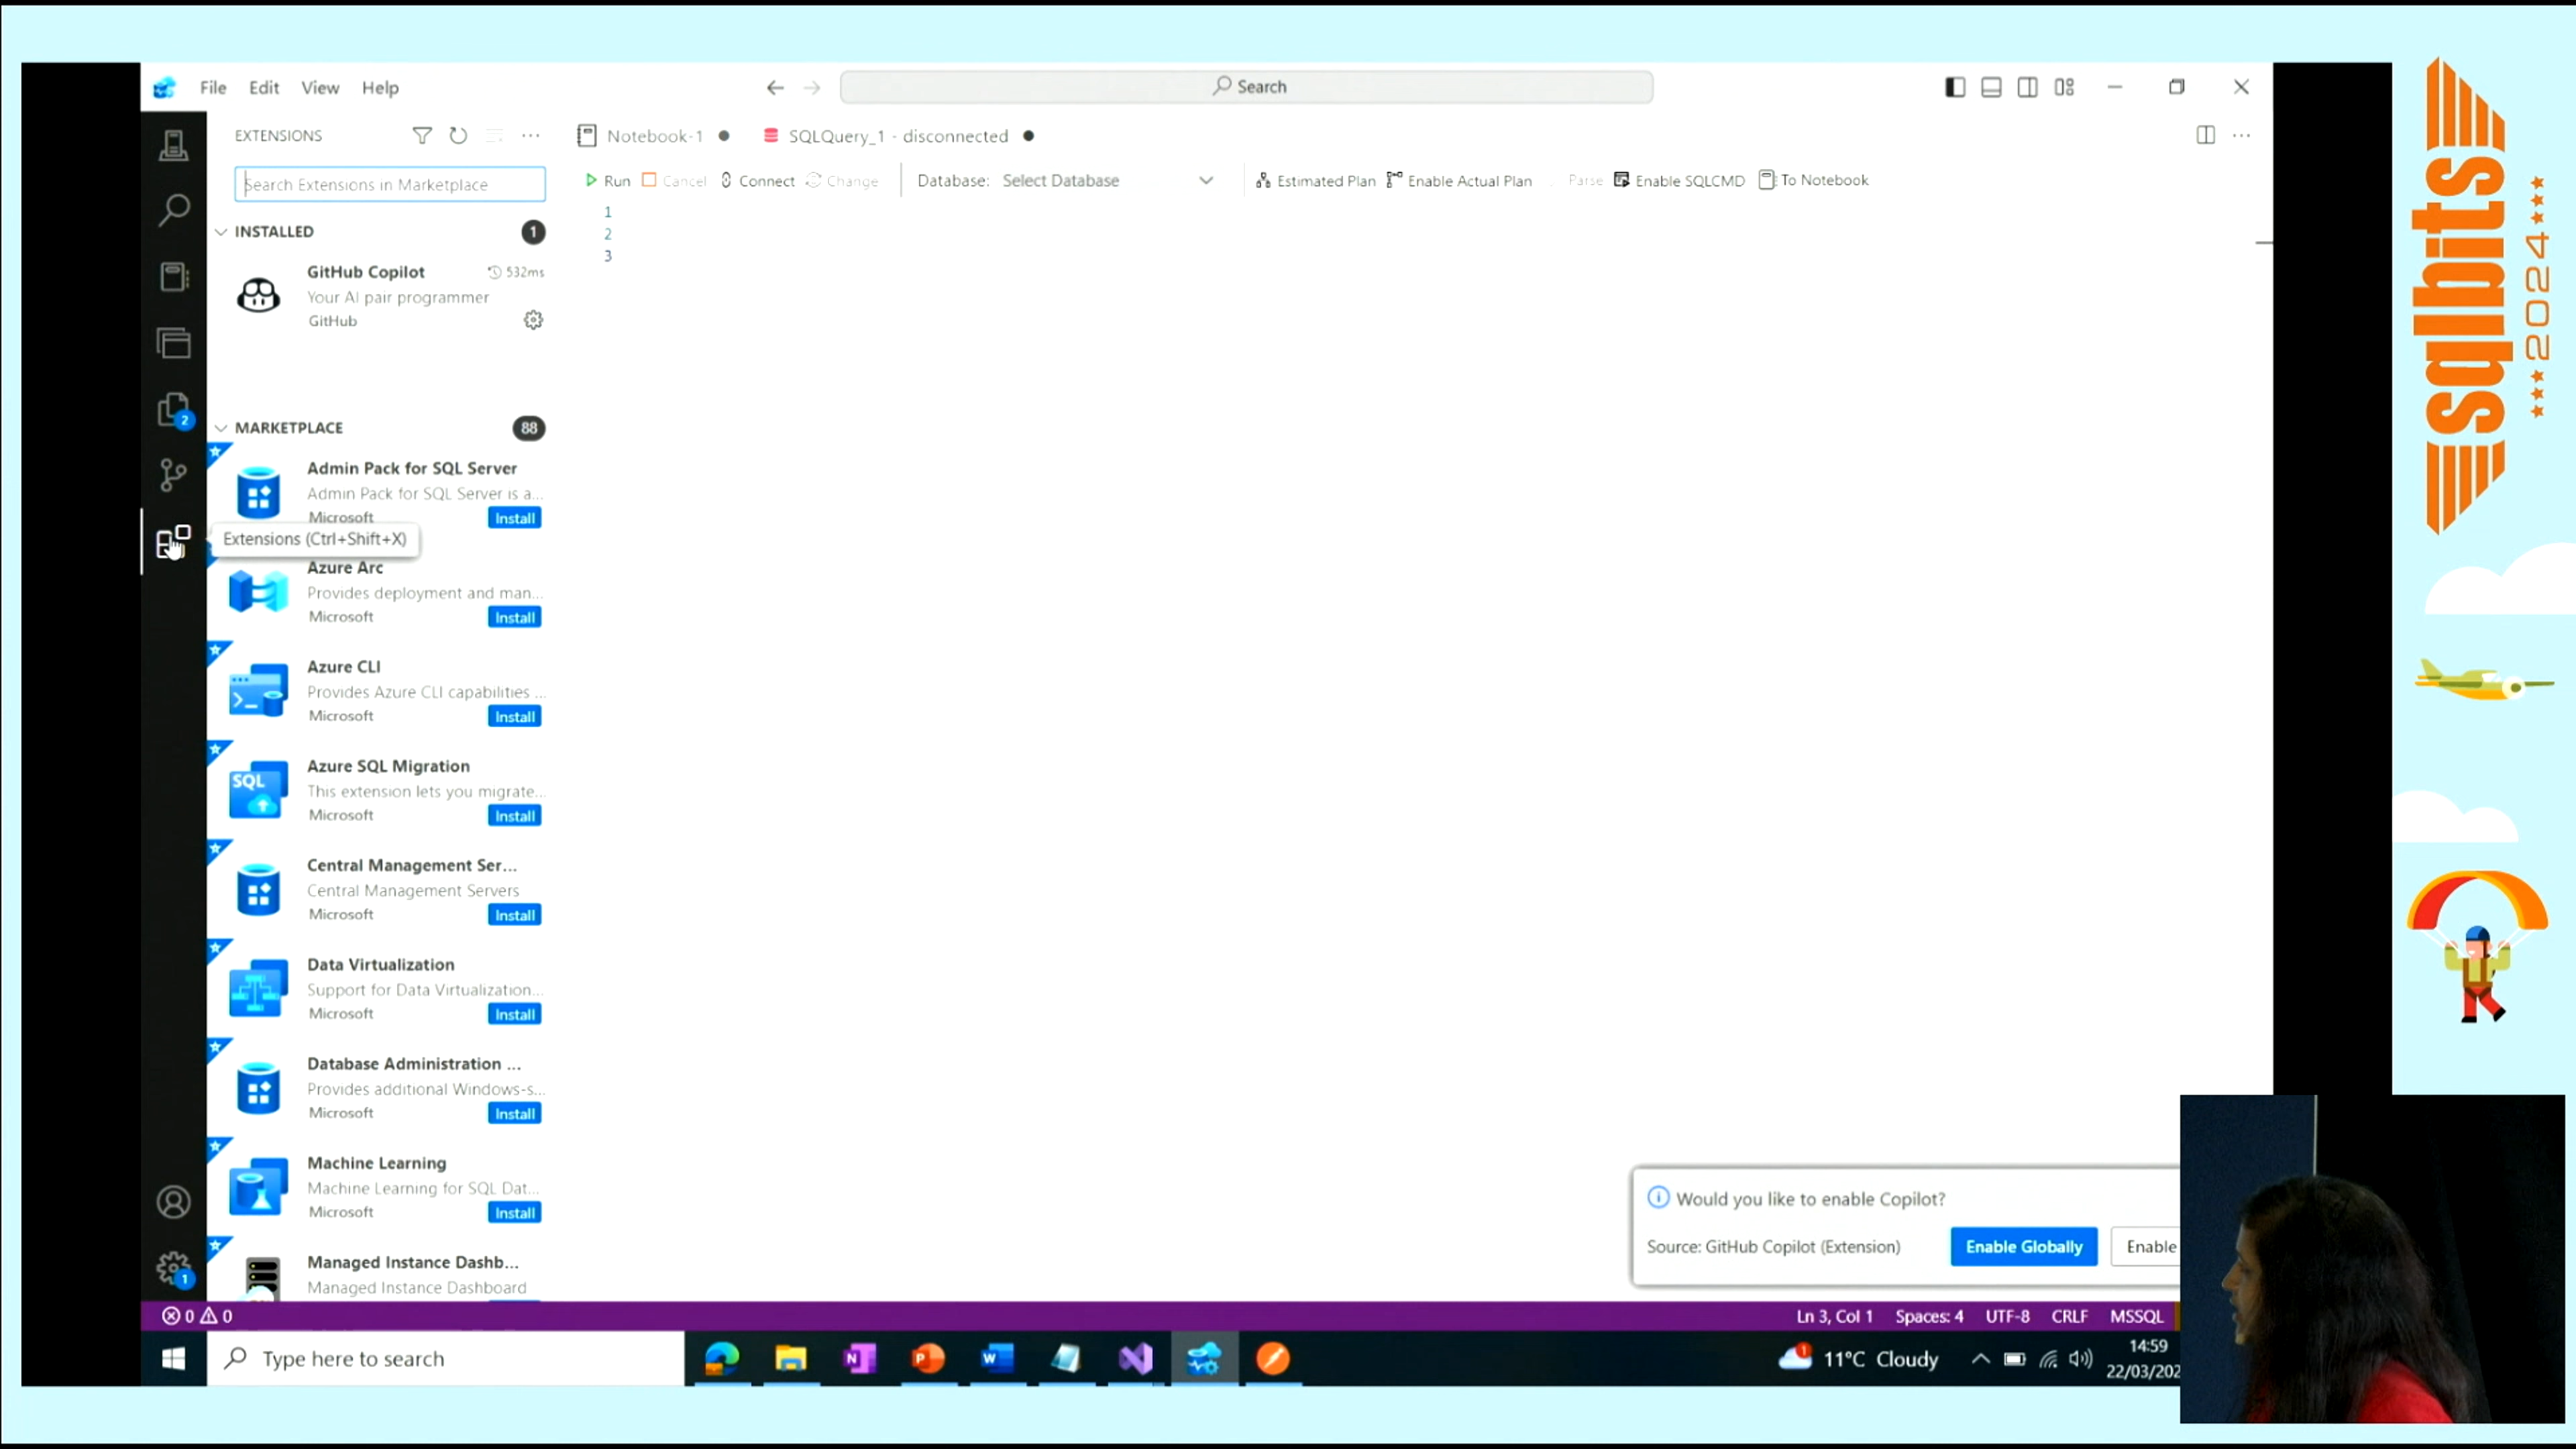 File Edit View Help
Search
EXTENSIONS
Search Extensions in Marketplace
INSTALLED 1
GitHub Copilot 532ms
Your AI pair programmer
GitHub
MARKETPLACE 88
Admin Pack for SQL Server
Admin Pack for SQL Server is a...
Microsoft Install
Extensions (Ctrl+Shift+X)
Azure Arc
Provides deployment and man...
Microsoft Install
Azure CLI
Provides Azure CLI capabilities ...
Microsoft Install
SQL
Azure SQL Migration
This extension lets you migrate...
Microsoft Install
Central Management Ser...
Central Management Servers
Microsoft Install
Data Virtualization
Support for Data Virtualization...
Microsoft Install
Database Administration ...
Provides additional Windows-s...
Microsoft Install
Machine Learning
Machine Learning for SQL Dat...
Microsoft Install
Managed Instance Dashb...
Managed Instance Dashboard
2
1
Notebook-1
SQLQuery_1 - disconnected
Run Cancel Connect Change Database: Select Database Estimated Plan Enable Actual Plan Parse Enable SQLCMD To Notebook
1
2
3
Would you like to enable Copilot?
Source: GitHub Copilot (Extension) Enable Globally Enable
0 0 Ln 3, Col 1 Spaces: 4 UTF-8 CRLF MSSQL
Type here to search
N
P
W
1
11°C Cloudy
14:59
22/03/202
sqlbits
2024